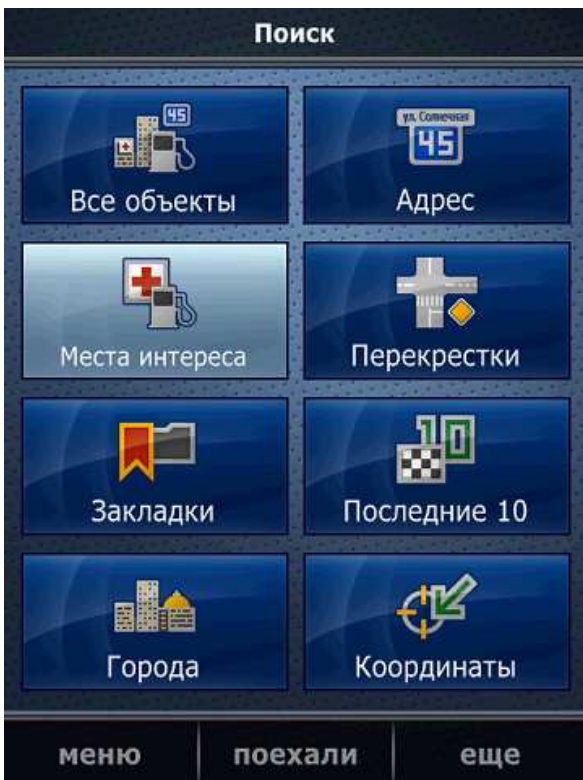 Поиск
45
Все объекты
ул. Солнечная
45
Адрес
Места интереса
Перекрестки
Закладки
10
Последние 10
Города
Координаты
меню поехали еще